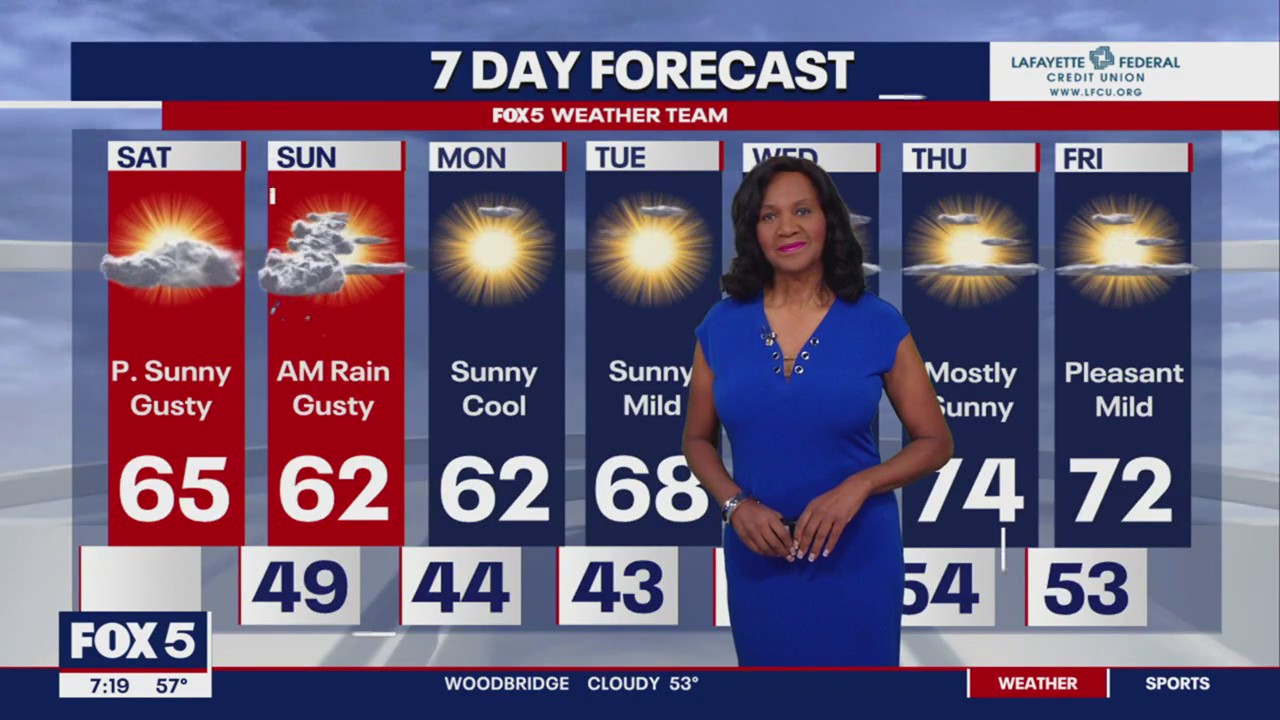 7 DAY FORECAST
LAFAYETTE FEDERAL
CREDIT UNION
WWW.LFCU.ORG
FOX5 WEATHER TEAM
SAT SUN MON TUE WED THU FRI
P. Sunny AM Rain Sunny Sunny Mostly Pleasant
Gusty Gusty Cool Mild Sunny Mild
65 62 62 68 74 72
49 44 43 54 53
FOX 5
7:19 57°
WOODBRIDGE CLOUDY 53°
WEATHER SPORTS